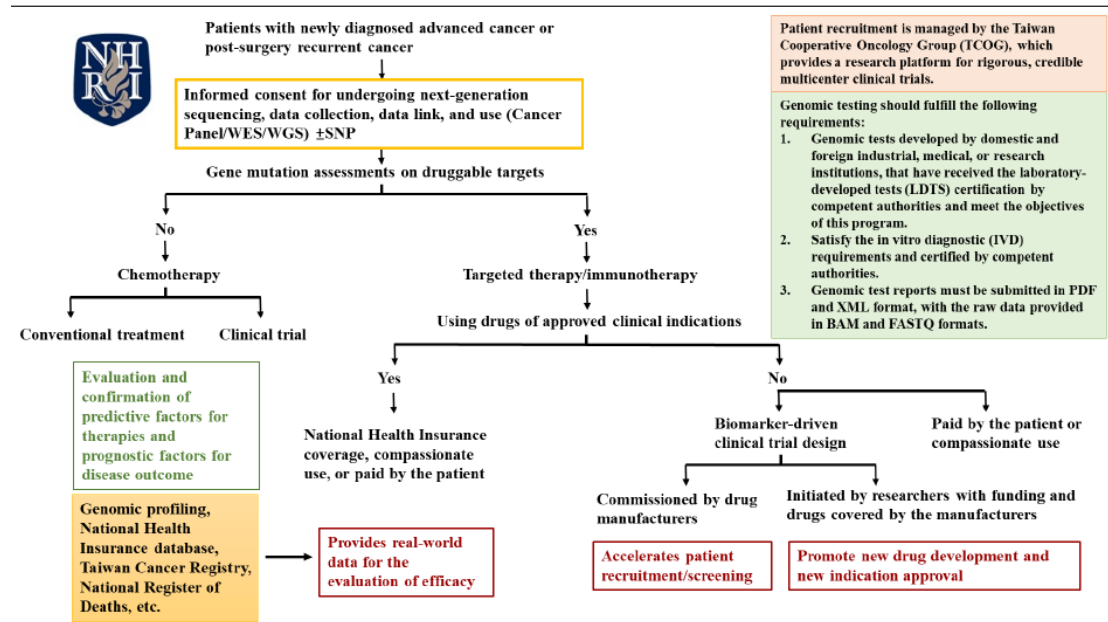 NH
RI
Patients with newly diagnosed advanced cancer or
post-surgery recurrent cancer
Informed consent for undergoing next-generation
sequencing, data collection, data link, and use (Cancer
Panel/WES/WGS) ±SNP
Gene mutation assessments on druggable targets
No
Yes
Chemotherapy
Targeted therapy/immunotherapy
Conventional treatment
Clinical trial
Using drugs of approved clinical indications
Yes
No
National Health Insurance
coverage, compassionate
use, or paid by the patient
Biomarker-driven
clinical trial design
Paid by the patient or
compassionate use
Commissioned by drug
manufacturers
Initiated by researchers with funding and
drugs covered by the manufacturers
Accelerates patient
recruitment/screening
Promote new drug development and
new indication approval
Evaluation and
confirmation of
predictive factors for
therapies and
prognostic factors for
disease outcome
Genomic profiling,
National Health
Insurance database,
Taiwan Cancer Registry,
National Register of
Deaths, etc.
Provides real-world
data for the
evaluation of efficacy
Patient recruitment is managed by the Taiwan
Cooperative Oncology Group (TCOG), which
provides a research platform for rigorous, credible
multicenter clinical trials.
Genomic testing should fulfill the following
requirements:
1. Genomic tests developed by domestic and
foreign industrial, medical, or research
institutions, that have received the laboratory-
developed tests (LDTS) certification by
competent authorities and meet the objectives
of this program.
2. Satisfy the in vitro diagnostic (IVD)
requirements and certified by competent
authorities.
3. Genomic test reports must be submitted in PDF
and XML format, with the raw data provided
in BAM and FASTQ formats.